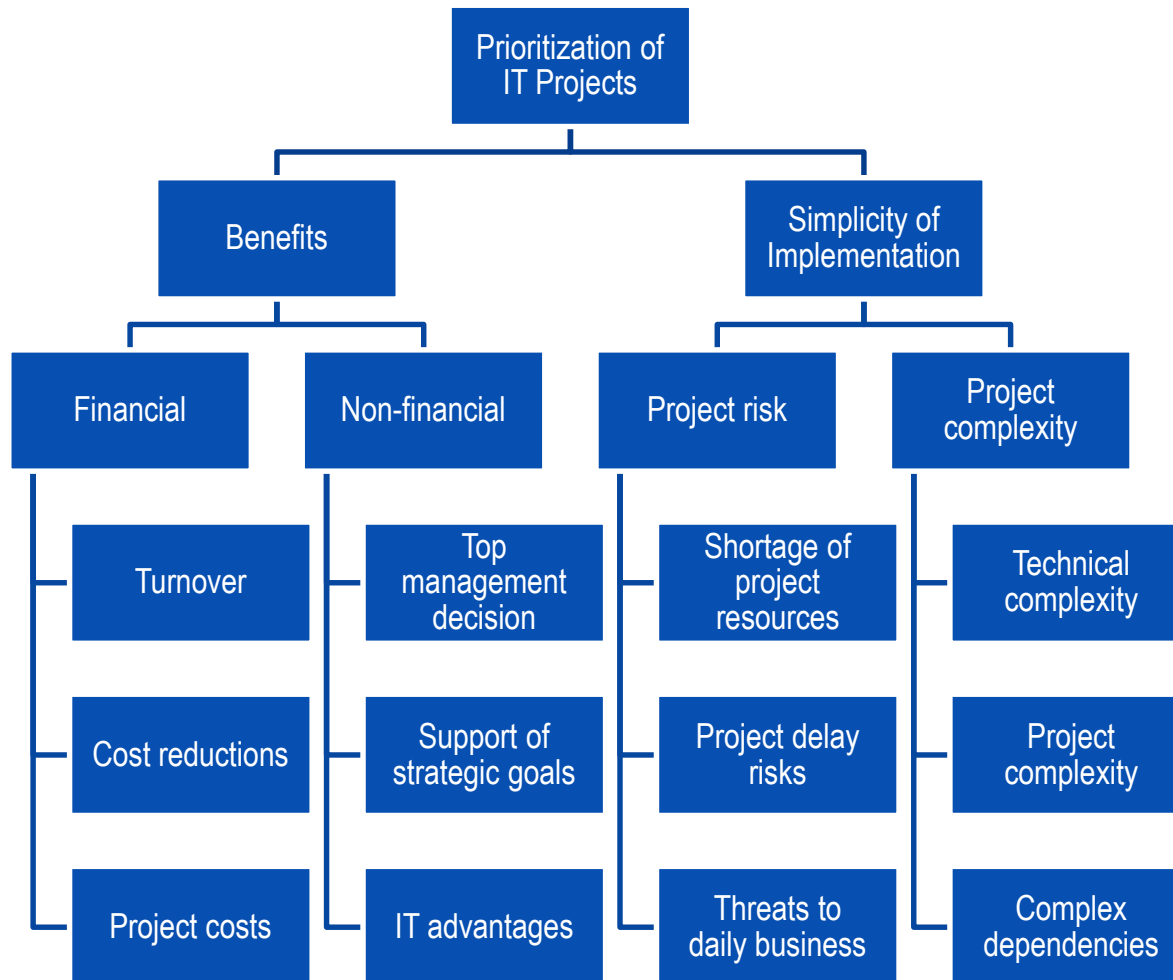 Prioritization of
IT Projects
Benefits
Simplicity of
Implementation
Financial
Non-financial
Project risk
Project
complexity
Turnover
Top
management
decision
Shortage of
project
resources
Technical
complexity
Cost reductions
Support of
strategic goals
Project delay
risks
Project
complexity
Project costs
IT advantages
Threats to
daily business
Complex
dependencies